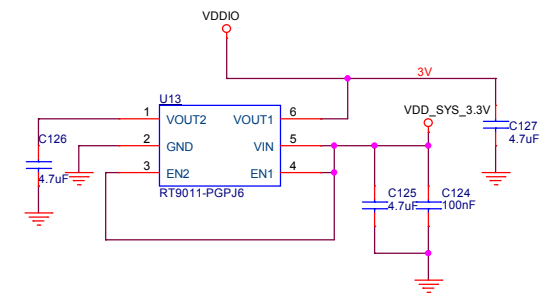 VDDIO
3V
U13
VDD_SYS_3.3V
1 VOUT2 VOUT1 6
C127
4.7uF
C126
2 GND VIN 5
3 EN2 EN1 4
4.7uF
RT9011-PGPJ6
C125
4.7uF
C124
100nF